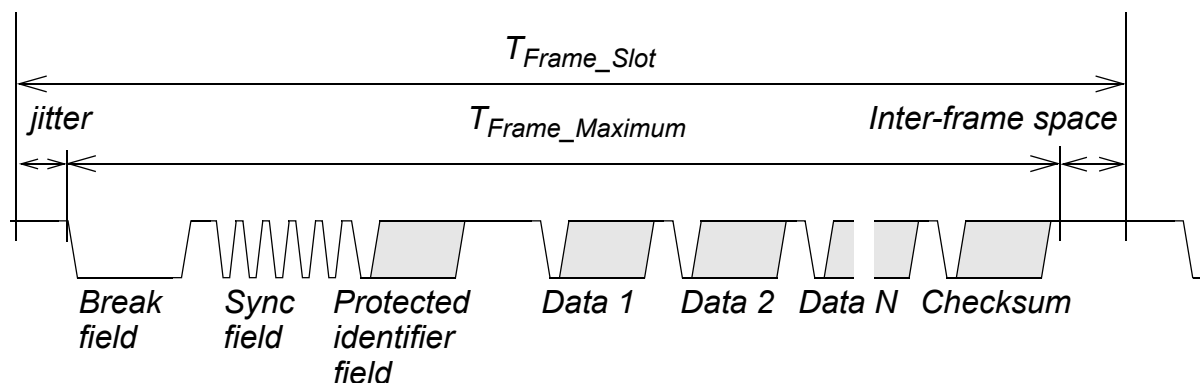 T_Frame_Slot
jitter
T_Frame_Maximum
Inter-frame space
Break
field
Sync
field
Protected
identifier
field
Data 1
Data 2
Data N
Checksum